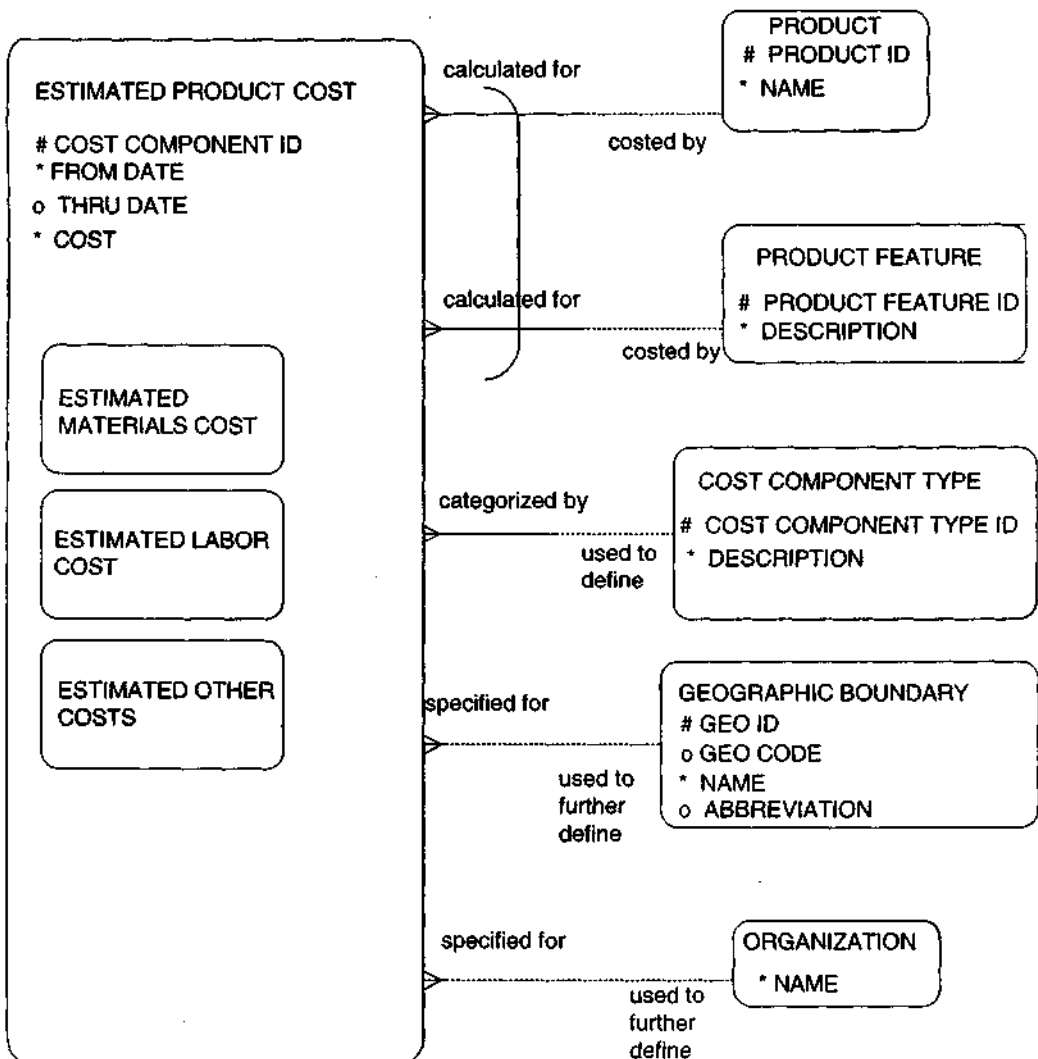 ESTIMATED PRODUCT COST
# COST COMPONENT ID
* FROM DATE
o THRU DATE
* COST
ESTIMATED
MATERIALS COST
ESTIMATED LABOR
COST
ESTIMATED OTHER
COSTS
calculated for
costed by
PRODUCT
# PRODUCT ID
* NAME
calculated for
costed by
PRODUCT FEATURE
# PRODUCT FEATURE ID
* DESCRIPTION
categorized by
used to
define
COST COMPONENT TYPE
# COST COMPONENT TYPE ID
* DESCRIPTION
specified for
used to
further
define
GEOGRAPHIC BOUNDARY
# GEO ID
o GEO CODE
* NAME
o ABBREVIATION
specified for
used to
further
define
ORGANIZATION
* NAME